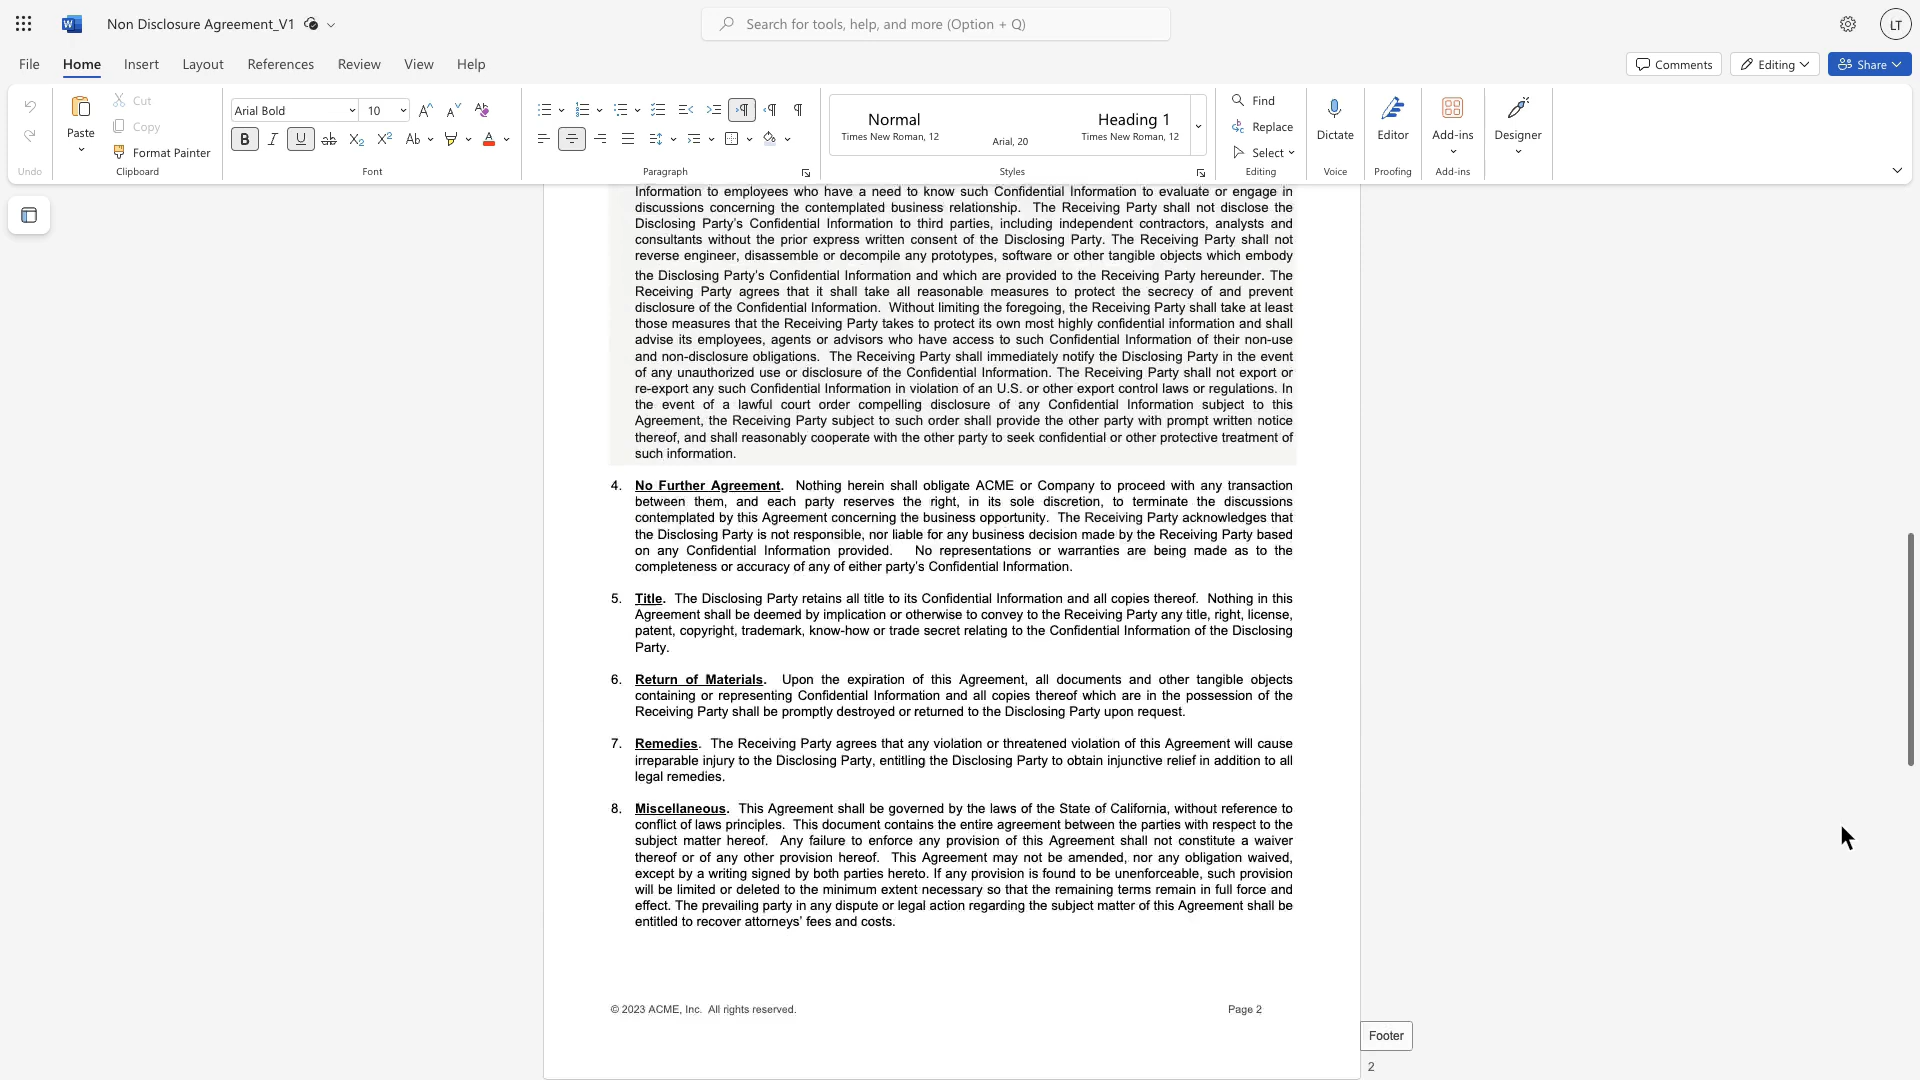 Non Disclosure Agreement_V1
Search for tools, help, and more (Option + Q)
LT
File Home Insert Layout References Review View Help
Comments Editing Share
Undo
Paste
Cut
Copy
Format Painter
Clipboard
Arial Bold 10
Font
Paragraph
Normal
Times New Roman, 12
Arial, 20
Heading 1
Times New Roman, 12
Styles
Find
Replace
Select
Editing
Dictate
Voice
Editor
Proofing
Add-ins
Add-ins
Designer
Information to employees who have a need to know such Confidential Information to evaluate or engage in
discussions concerning the contemplated business relationship. The Receiving Party shall not disclose the
Disclosing Party's Confidential Information to third parties, including independent contractors, analysts and
consultants without the prior express written consent of the Disclosing Party. The Receiving Party shall not
reverse engineer, disassemble or decompile any prototypes, software or other tangible objects which embody
the Disclosing Party's Confidential Information and which are provided to the Receiving Party hereunder. The
Receiving Party agrees that it shall take all reasonable measures to protect the secrecy of and prevent
disclosure of the Confidential Information. Without limiting the foregoing, the Receiving Party shall take at least
those measures that the Receiving Party takes to protect its own most highly confidential information and shall
advise its employees, agents or advisors who have access to such Confidential Information of their non-use
and non-disclosure obligations. The Receiving Party shall immediately notify the Disclosing Party in the event
of any unauthorized use or disclosure of the Confidential Information. The Receiving Party shall not export or
re-export any such Confidential Information in violation of an U.S. or other export control laws or regulations. In
the event of a lawful court order compelling disclosure of any Confidential Information subject to this
Agreement, the Receiving Party subject to such order shall provide the other party with prompt written notice
thereof, and shall reasonably cooperate with the other party to seek confidential or other protective treatment of
such information.
4. No Further Agreement. Nothing herein shall obligate ACME or Company to proceed with any transaction
between them, and each party reserves the right, in its sole discretion, to terminate the discussions
contemplated by this Agreement concerning the business opportunity. The Receiving Party acknowledges that
the Disclosing Party is not responsible, nor liable for any business decision made by the Receiving Party based
on any Confidential Information provided. No representations or warranties are being made as to the
completeness or accuracy of any of either party's Confidential Information.
5. Title. The Disclosing Party retains all title to its Confidential Information and all copies thereof. Nothing in this
Agreement shall be deemed by implication or otherwise to convey to the Receiving Party any title, right, license,
patent, copyright, trademark, know-how or trade secret relating to the Confidential Information of the Disclosing
Party.
6. Return of Materials. Upon the expiration of this Agreement, all documents and other tangible objects
containing or representing Confidential Information and all copies thereof which are in the possession of the
Receiving Party shall be promptly destroyed or returned to the Disclosing Party upon request.
7. Remedies. The Receiving Party agrees that any violation or threatened violation of this Agreement will cause
irreparable injury to the Disclosing Party, entitling the Disclosing Party to obtain injunctive relief in addition to all
legal remedies.
8. Miscellaneous. This Agreement shall be governed by the laws of the State of California, without reference to
conflict of laws principles. This document contains the entire agreement between the parties with respect to the
subject matter hereof. Any failure to enforce any provision of this Agreement shall not constitute a waiver
thereof or of any other provision hereof. This Agreement may not be amended, nor any obligation waived,
except by a writing signed by both parties hereto. If any provision is found to be unenforceable, such provision
will be limited or deleted to the minimum extent necessary so that the remaining terms remain in full force and
effect. The prevailing party in any dispute or legal action regarding the subject matter of this Agreement shall be
entitled to recover attorneys' fees and costs.
© 2023 ACME, Inc. All rights reserved. Page 2
Footer
2